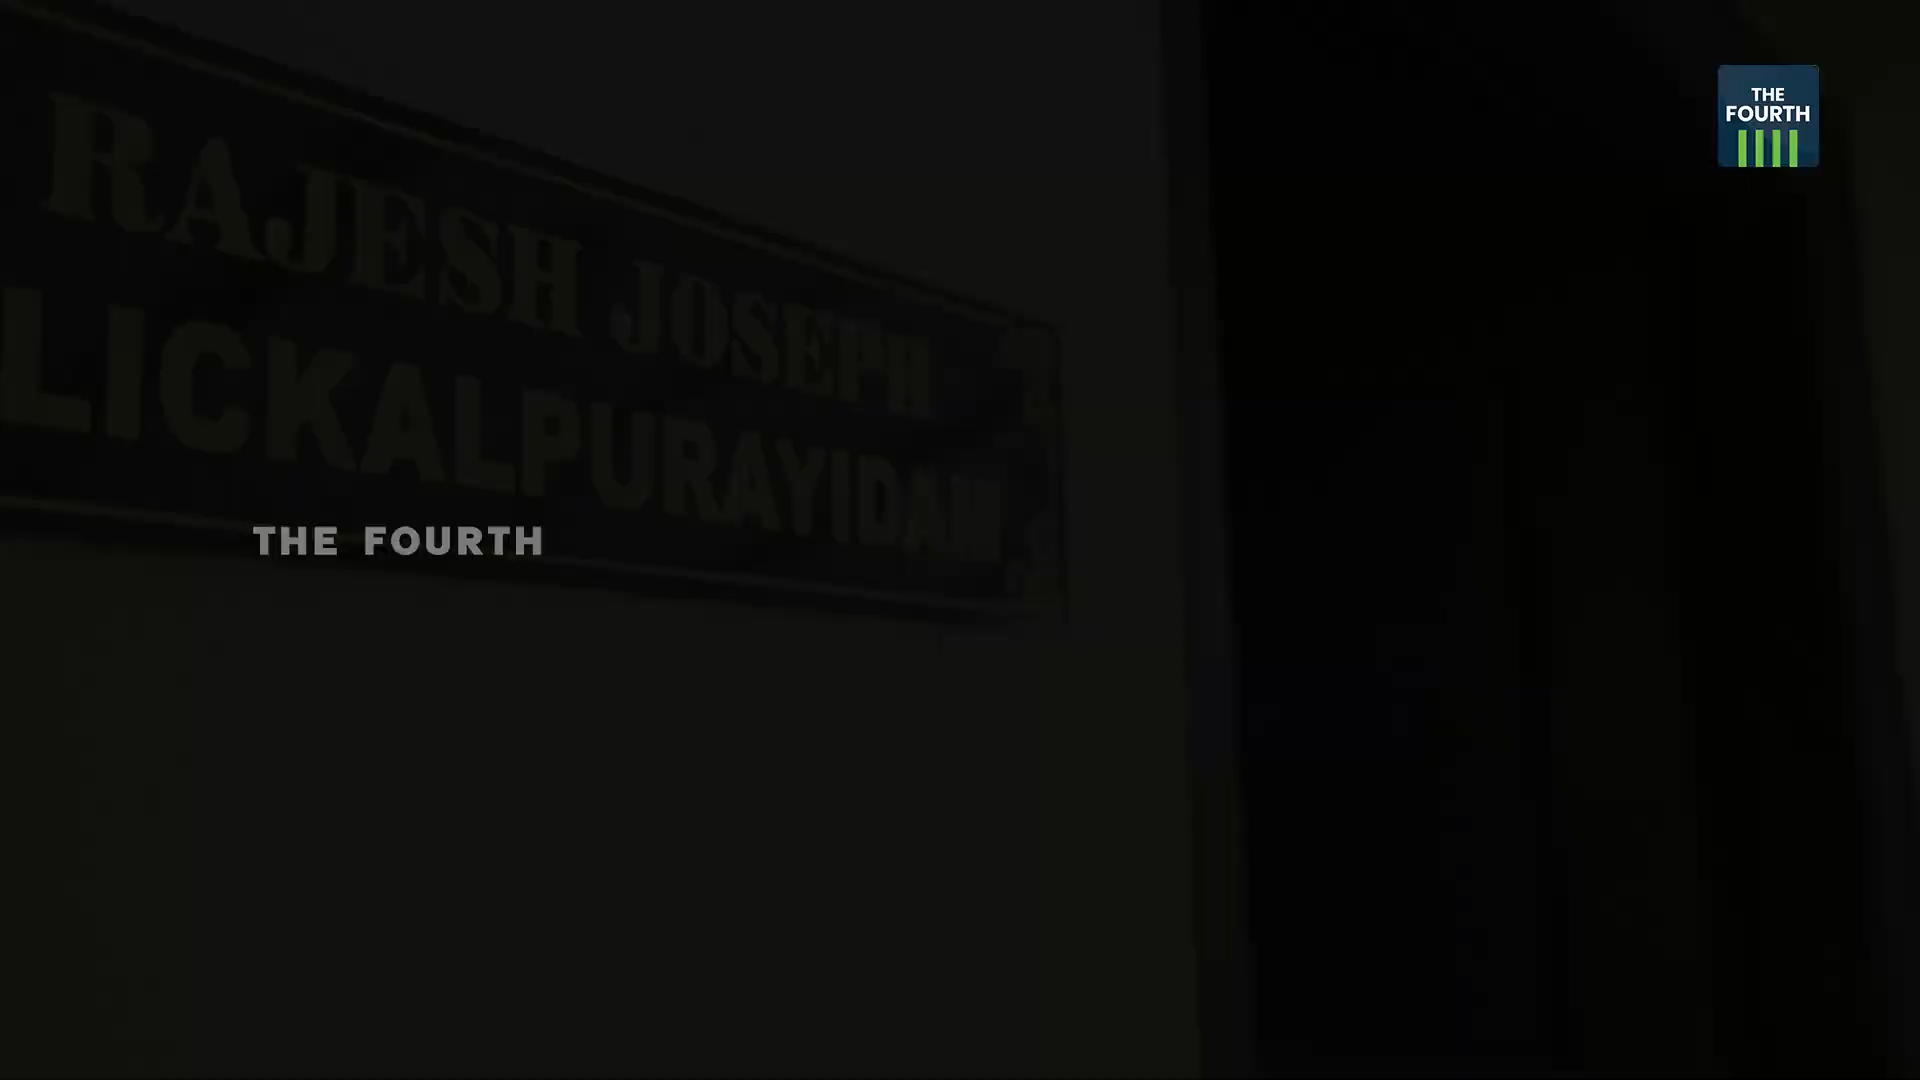 THE
FOURTH
RAJESH JOSEPH
LICKALPURAYIDAM
THE FOURTH